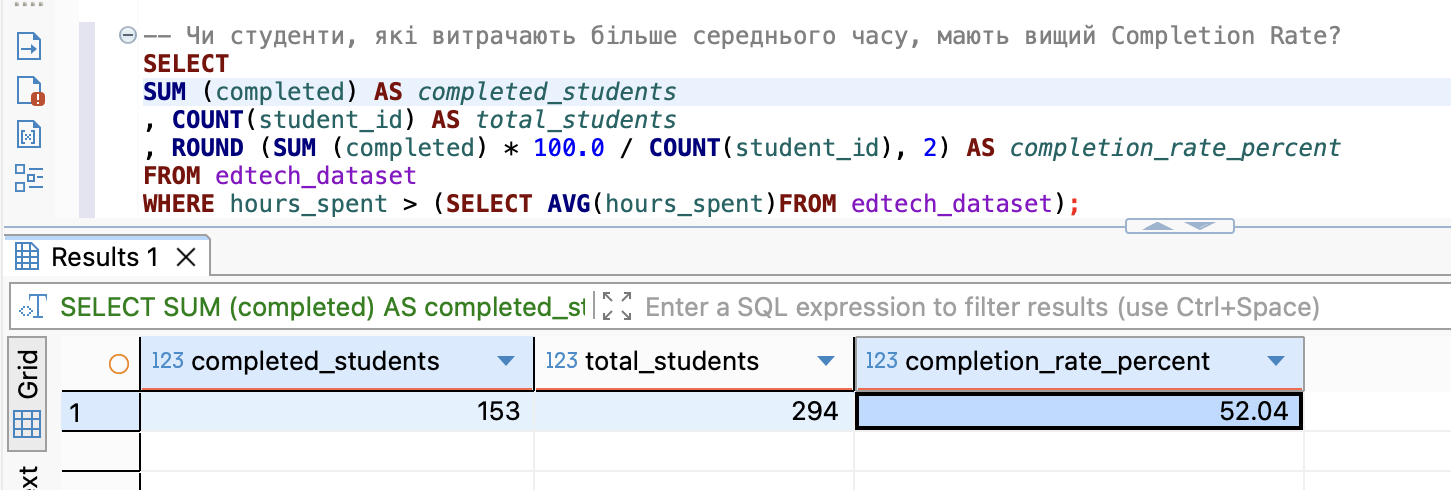 -- Чи студенти, які витрачають більше середнього часу, мають вищий Completion Rate?
SELECT
SUM (completed) AS completed_students
, COUNT(student_id) AS total_students
, ROUND (SUM (completed) * 100.0 / COUNT(student_id), 2) AS completion_rate_percent
FROM edtech_dataset
WHERE hours_spent > (SELECT AVG(hours_spent)FROM edtech_dataset);
Results 1
SELECT SUM (completed) AS completed_st
Enter a SQL expression to filter results (use Ctrl+Space)
Grid
123 completed_students 123 total_students 123 completion_rate_percent
1 153 294 52.04
xt